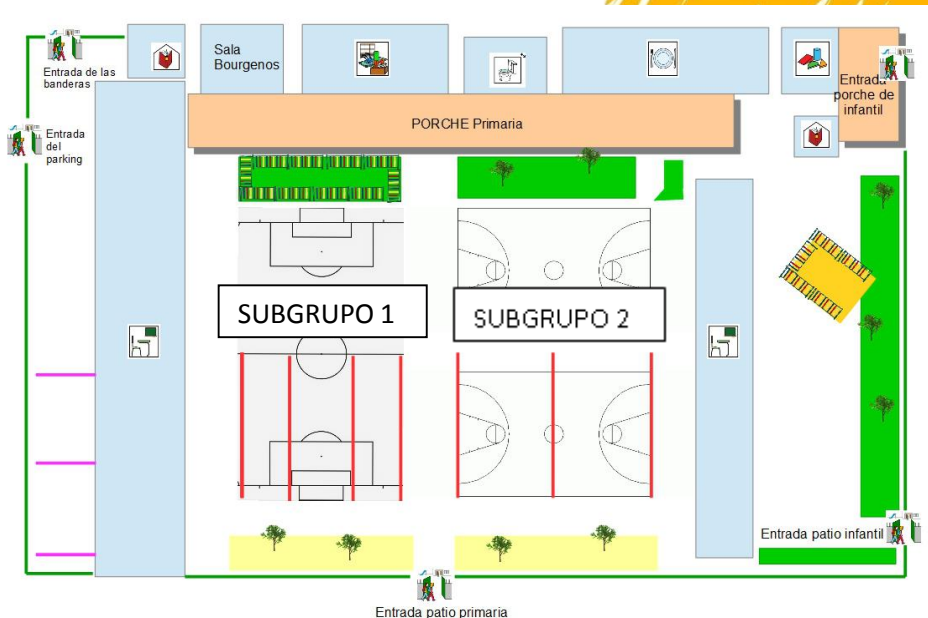 Entrada de las
banderas
Sala
Bourgenos
Entrada
porche de
infantil
Entrada
del
parking
PORCHE Primaria
SUBGRUPO 1
SUBGRUPO 2
Entrada patio infantil
Entrada patio primaria